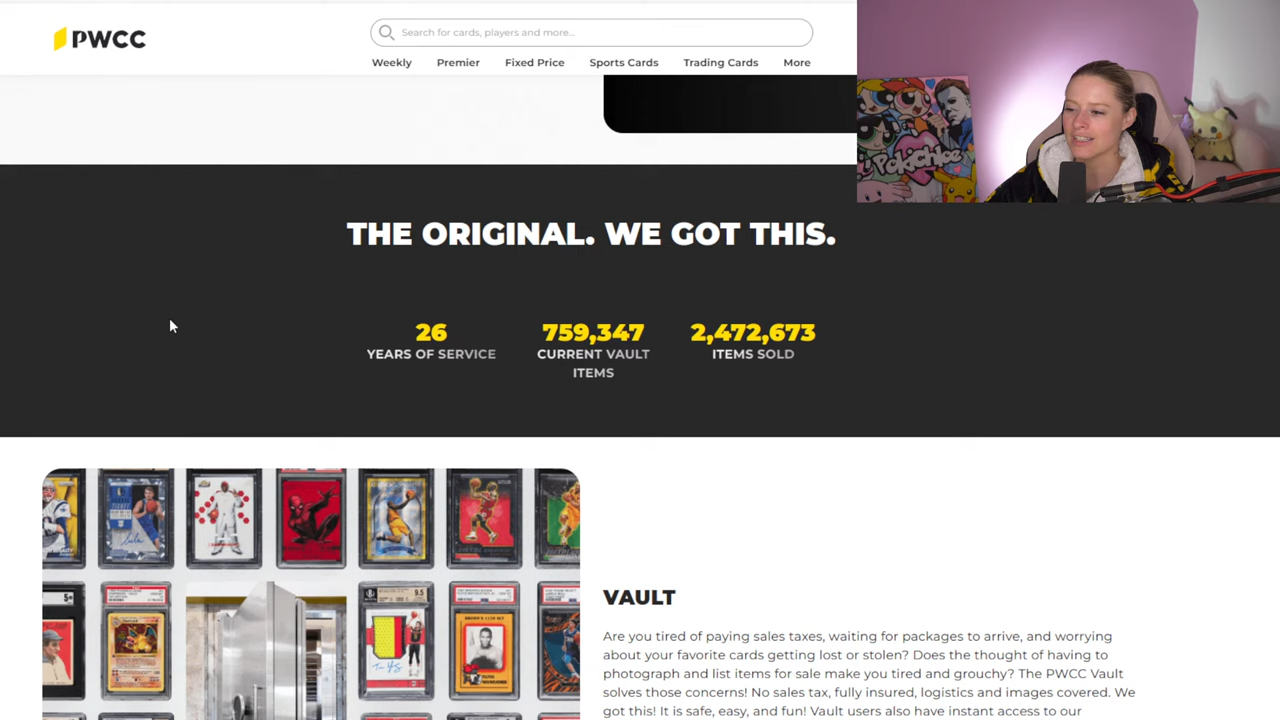 PWCC
Search for cards, players and more...
Weekly Premier Fixed Price Sports Cards Trading Cards More
Pokichloe
THE ORIGINAL. WE GOT THIS.
26 759,347 2,472,673
YEARS OF SERVICE CURRENT VAULT ITEMS SOLD
ITEMS
9.5
VAULT
Are you tired of paying sales taxes, waiting for packages to arrive, and worrying
about your favorite cards getting lost or stolen? Does the thought of having to
photograph and list items for sale make you tired and grouchy? The PWCC Vault
solves those concerns! No sales tax, fully insured, logistics and images covered. We
got this! It is safe, easy, and fun! Vault users also have instant access to our